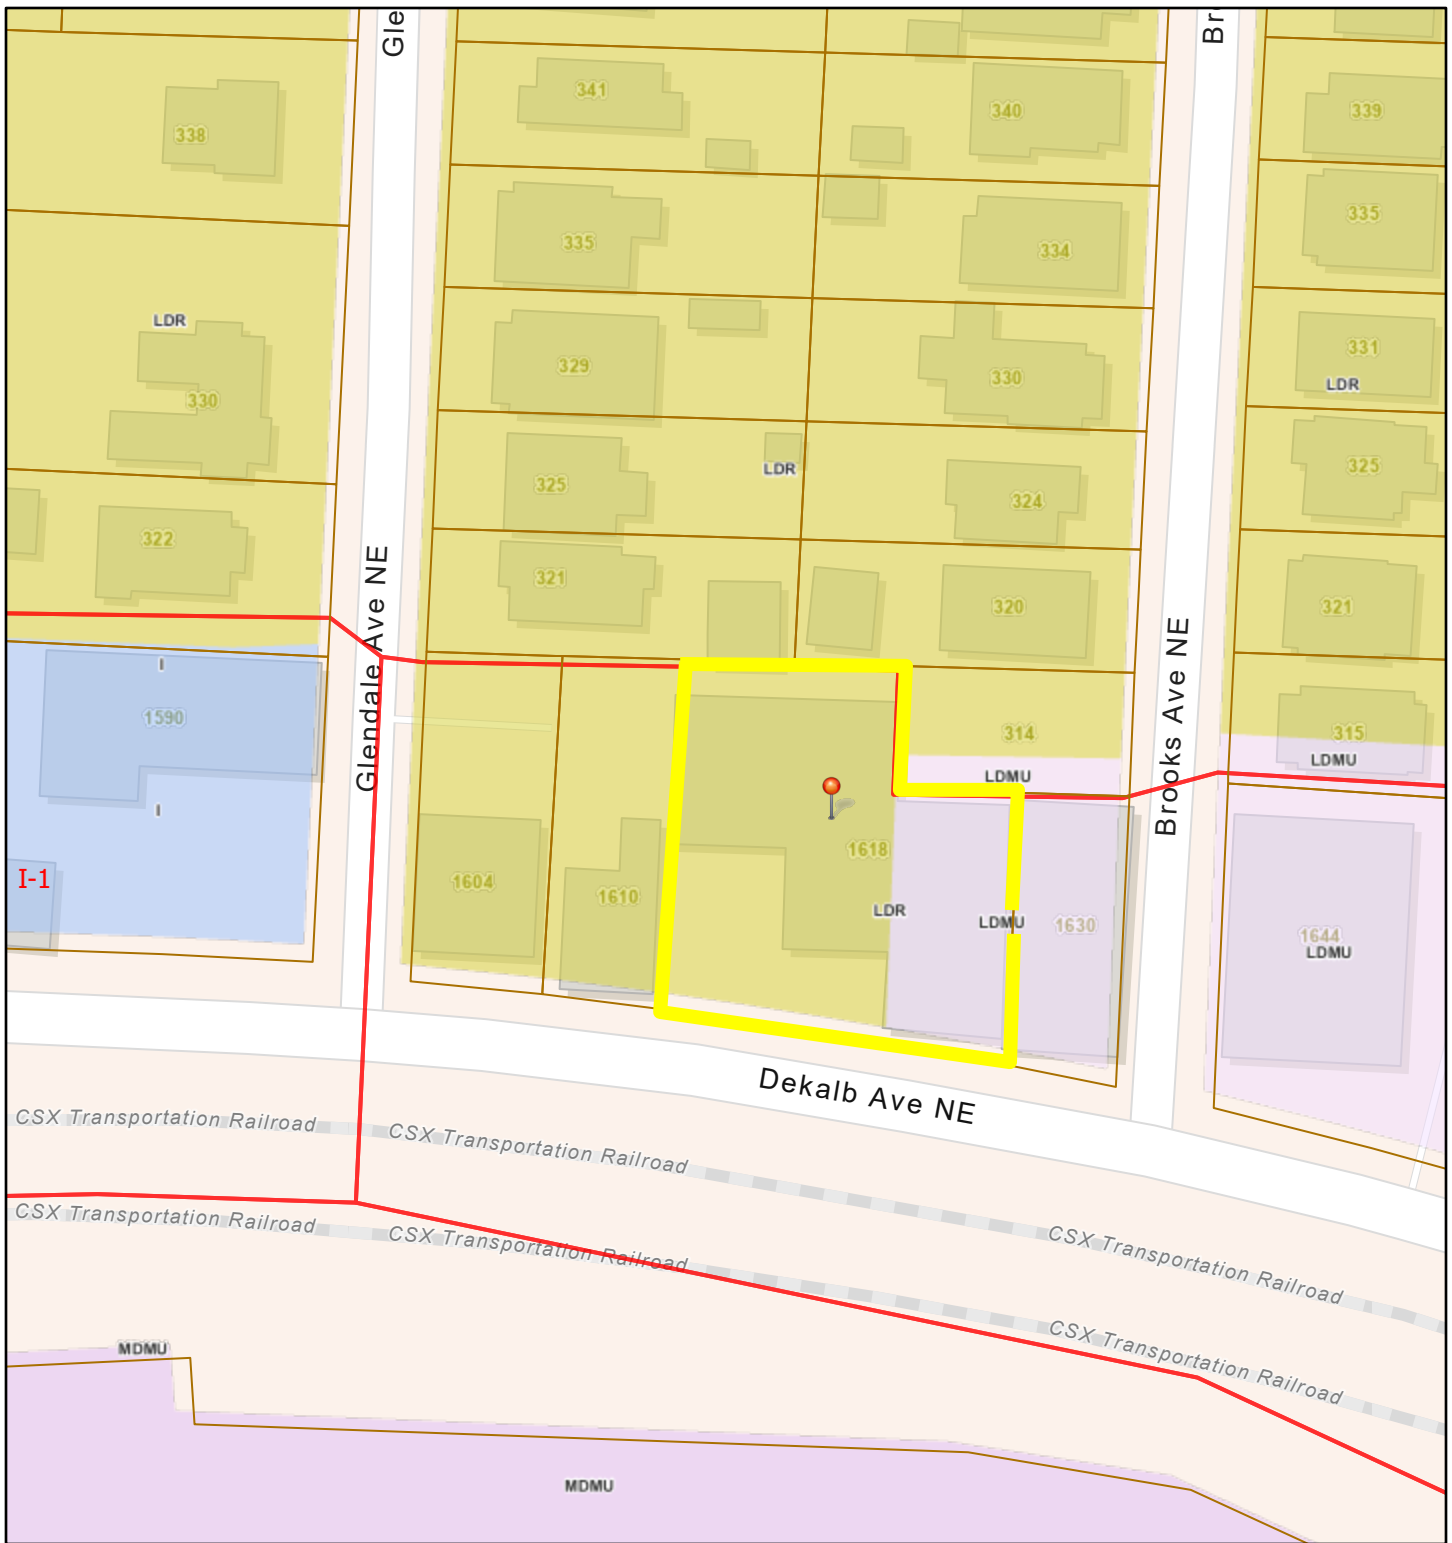 Gle
Br
341
340
339
338
335
334
335
LDR
329
330
331
LDR
330
325
LDR
324
325
322
321
320
321
Glendale Ave NE
Brooks Ave NE
I
1590
314
315
LDMU
LDMU
I
1618
I-1
1604
1610
LDR
LDMU
1630
1644
LDMU
Dekalb Ave NE
CSX Transportation Railroad
CSX Transportation Railroad
CSX Transportation Railroad
CSX Transportation Railroad
CSX Transportation Railroad
CSX Transportation Railroad
MDMU
MDMU